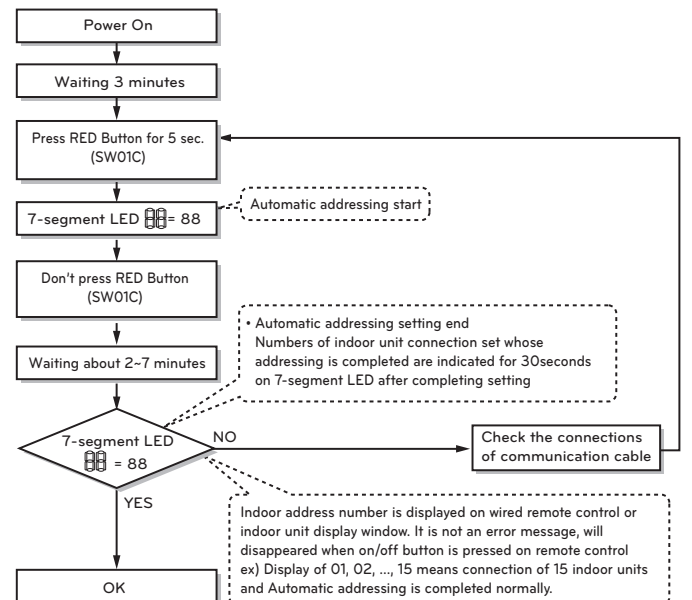 Power On
Waiting 3 minutes
Press RED Button for 5 sec.
(SW01C)
7-segment LED 88 = 88
Automatic addressing start
Don't press RED Button
(SW01C)
• Automatic addressing setting end
Numbers of indoor unit connection set whose
addressing is completed are indicated for 30seconds
on 7-segment LED after completing setting
Waiting about 2~7 minutes
7-segment LED
88 = 88
NO
Check the connections
of communication cable
YES
Indoor address number is displayed on wired remote control or
indoor unit display window. It is not an error message, will
disappeared when on/off button is pressed on remote control
ex) Display of 01, 02, ..., 15 means connection of 15 indoor units
and Automatic addressing is completed normally.
OK